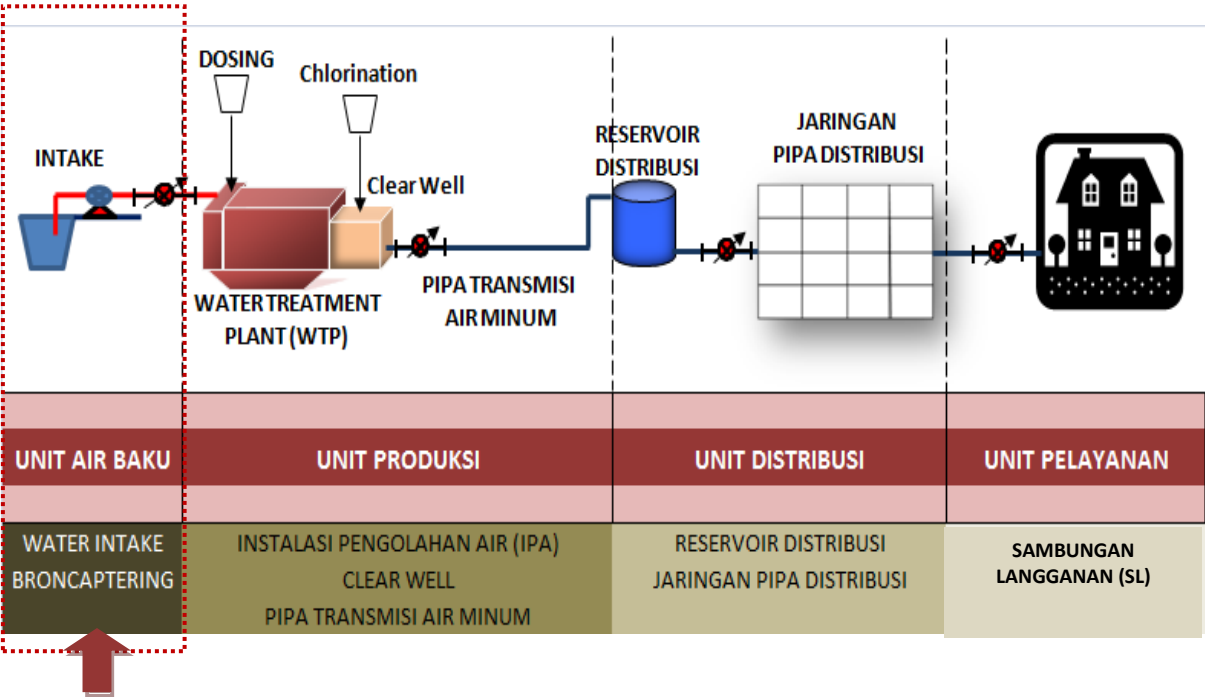 DOSING
Chlorination
INTAKE
Clear Well
WATER TREATMENT
PLANT (WTP)
PIPA TRANSMISI
AIR MINUM
RESERVOIR
DISTRIBUSI
JARINGAN
PIPA DISTRIBUSI
UNIT AIR BAKU
UNIT PRODUKSI
UNIT DISTRIBUSI
UNIT PELAYANAN
WATER INTAKE
BRONCAPTERING
INSTALASI PENGOLAHAN AIR (IPA)
CLEAR WELL
PIPA TRANSMISI AIR MINUM
RESERVOIR DISTRIBUSI
JARINGAN PIPA DISTRIBUSI
SAMBUNGAN
LANGGANAN (SL)